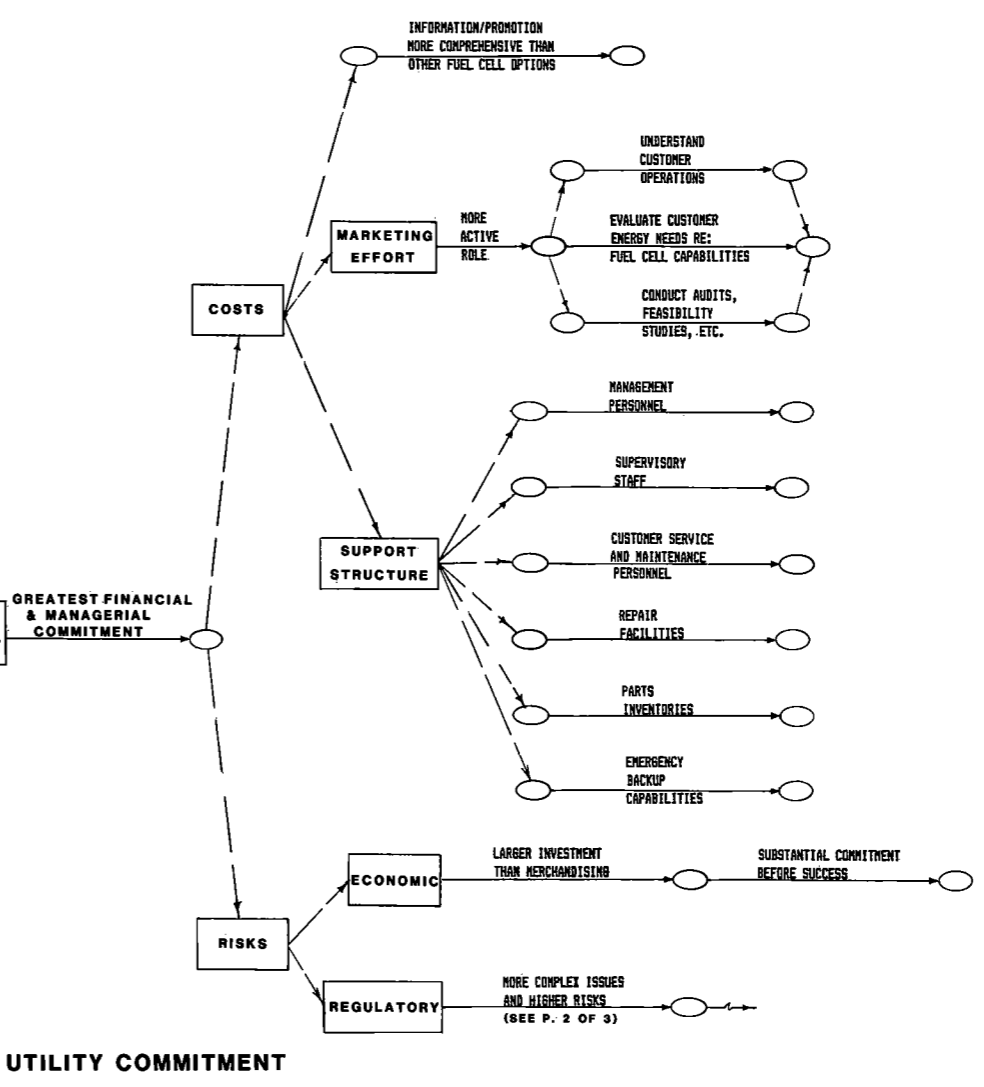 INFORMATION/PROMOTION
MORE COMPREHENSIVE THAN
OTHER FUEL CELL OPTIONS
UNDERSTAND
CUSTOMER
OPERATIONS
MARKETING
EFFORT
MORE
ACTIVE
ROLE
EVALUATE CUSTOMER
ENERGY NEEDS RE:
FUEL CELL CAPABILITIES
COSTS
CONDUCT AUDITS,
FEASIBILITY
STUDIES, ETC.
MANAGEMENT
PERSONNEL
SUPERVISORY
STAFF
SUPPORT
STRUCTURE
CUSTOMER SERVICE
AND MAINTENANCE
PERSONNEL
GREATEST FINANCIAL
& MANAGERIAL
COMMITMENT
REPAIR
FACILITIES
PARTS
INVENTORIES
EMERGENCY
BACKUP
CAPABILITIES
ECONOMIC
LARGER INVESTMENT
THAN MERCHANDISING
SUBSTANTIAL COMMITMENT
BEFORE SUCCESS
RISKS
REGULATORY
MORE COMPLEX ISSUES
AND HIGHER RISKS
(SEE P. 2 OF 3)
UTILITY COMMITMENT